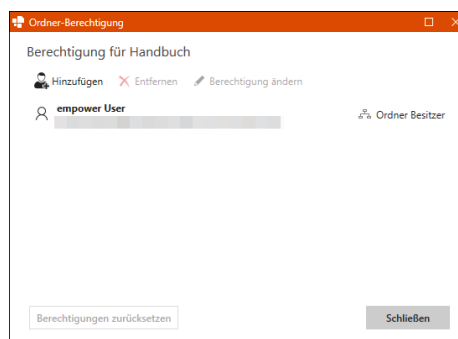 Ordner-Berechtigung
Berechtigung für Handbuch
Hinzufügen Entfernen Berechtigung ändern
empower User
Ordner Besitzer
Berechtigungen zurücksetzen Schließen